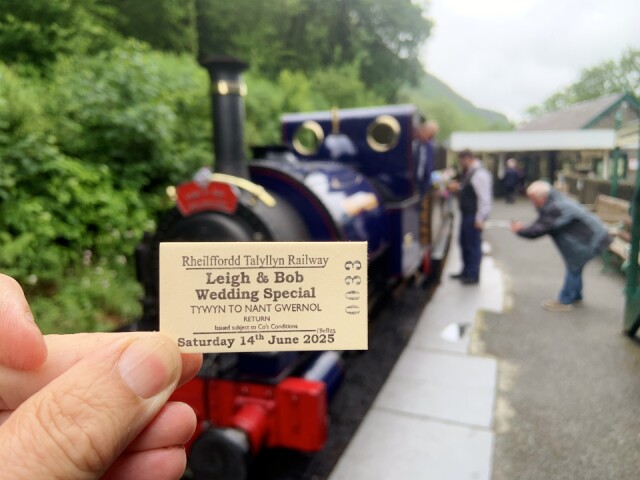 Rheilffordd Talyllyn Railway
Leigh & Bob
Wedding Special
TYWYN TO NANT GWERNOL
RETURN
Issued subject to Co's Conditions
Saturday 14th June 2025
0033